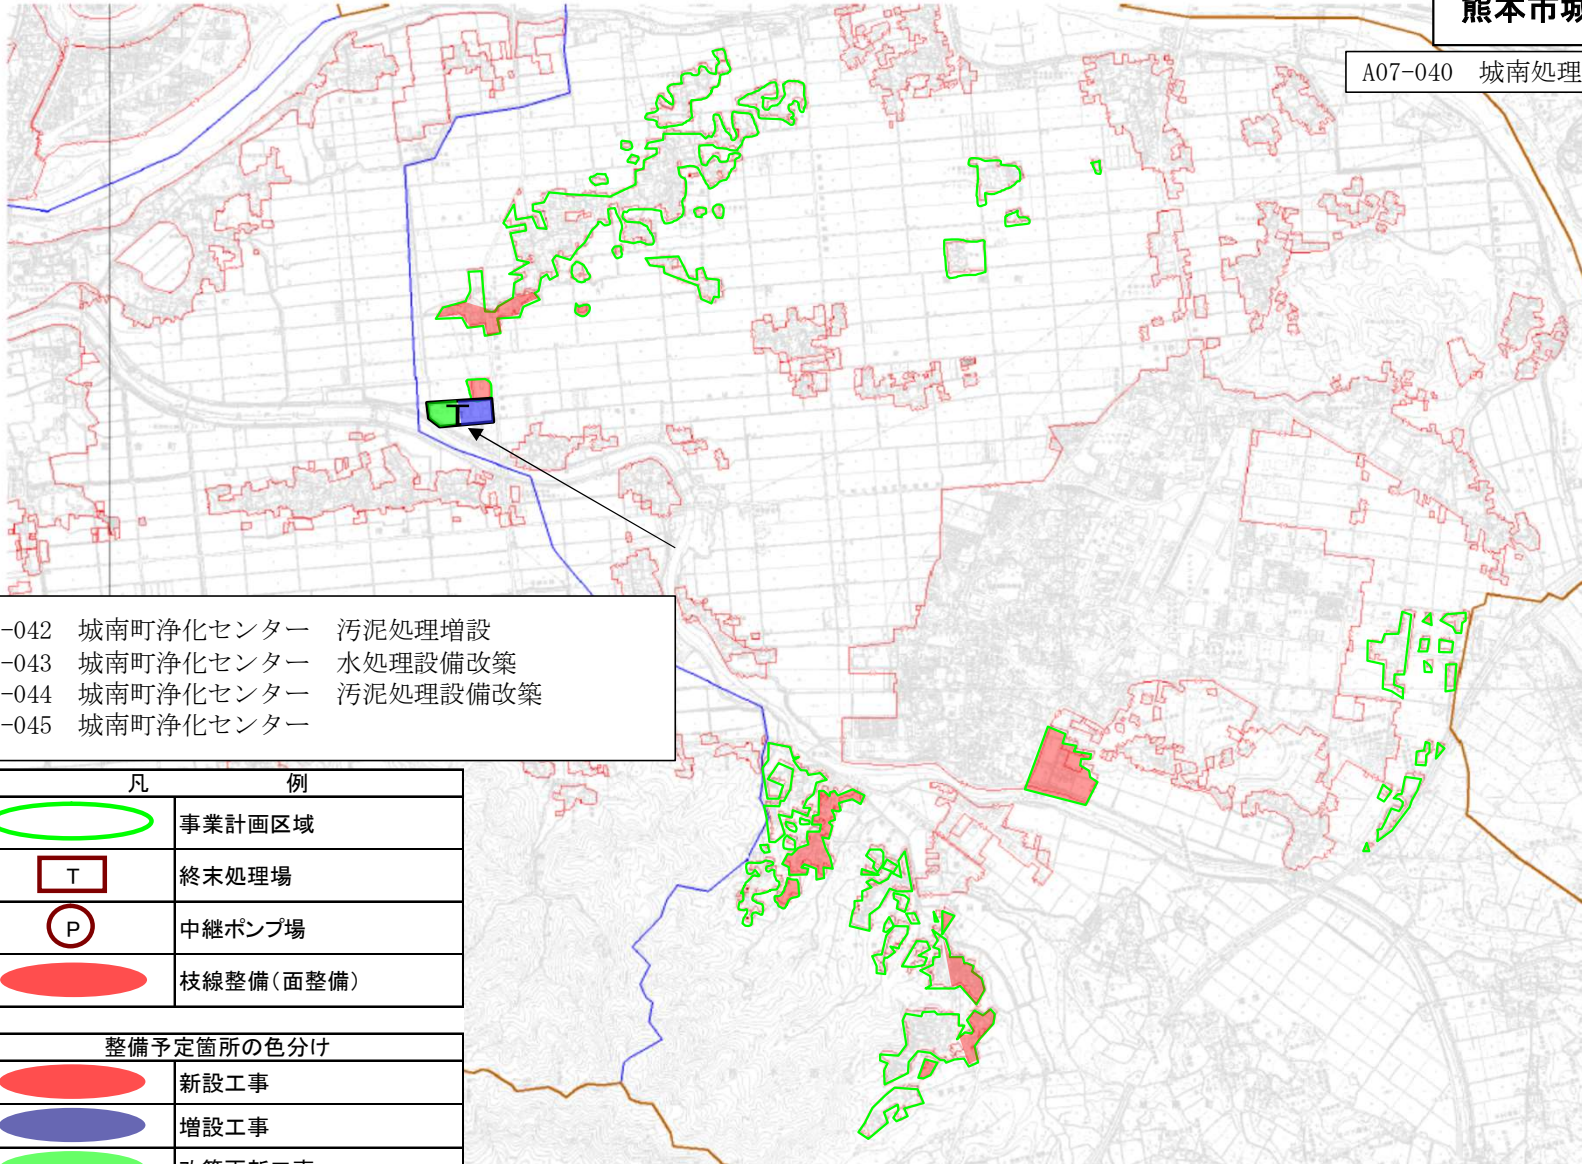 熊本市城
A07-040 城南処理
T
-042 城南町浄化センター 汚泥処理増設
-043 城南町浄化センター 水処理設備改築
-044 城南町浄化センター 汚泥処理設備改築
-045 城南町浄化センター
凡 例
事業計画区域
T 終末処理場
P 中継ポンプ場
枝線整備(面整備)
整備予定箇所の色分け
新設工事
増設工事